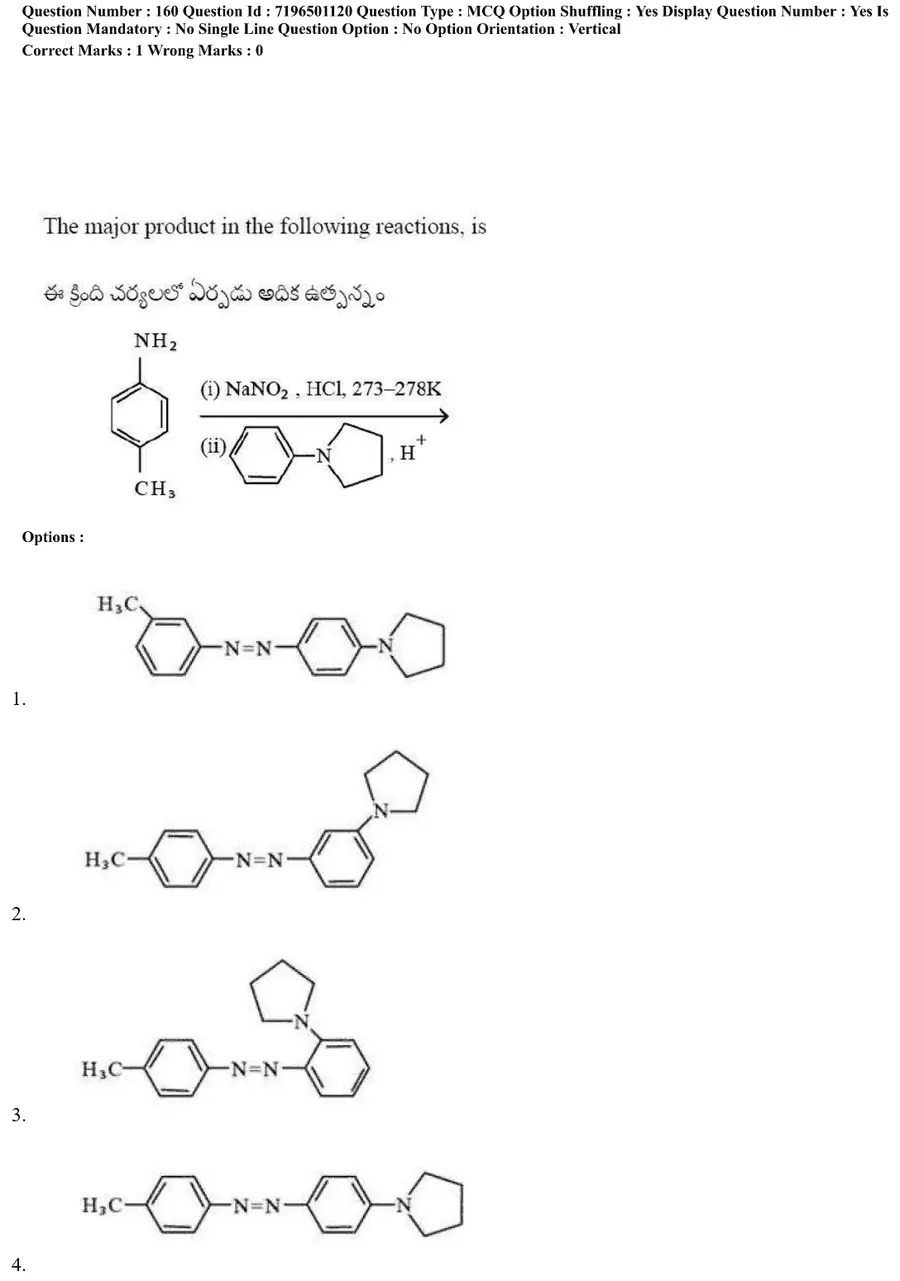 Question Number : 160 Question Id : 7196501120 Question Type : MCQ Option Shuffling : Yes Display Question Number : Yes Is
Question Mandatory : No Single Line Question Option : No Option Orientation : Vertical
Correct Marks : 1 Wrong Marks : 0
The major product in the following reactions, is
ఈ క్రింది చర్యలలో ఏర్పడు అధిక ఉత్పన్నం
NH₂
(i) NaNO₂ , HCl, 273–278K
(ii) N , H⁺
CH₃
Options :
H₃C
N=N N
1.
N
H₃C N=N
2.
N
H₃C N=N
3.
H₃C N=N N
4.